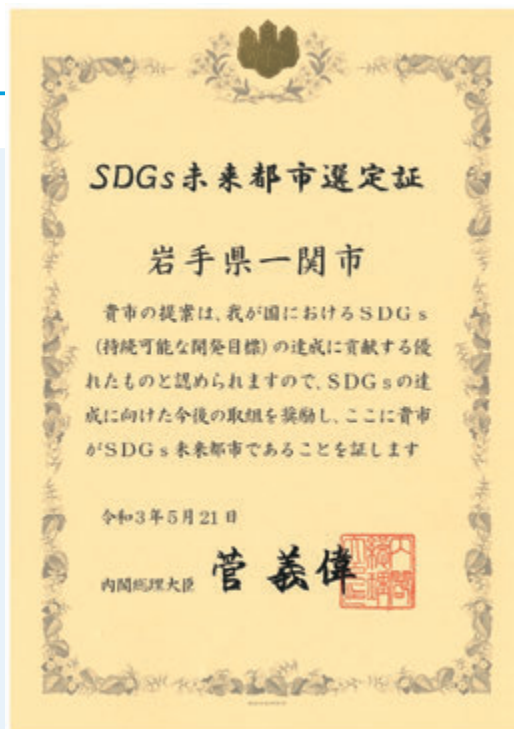 SDGs未来都市選定証
岩手県一関市
貴市の提案は、我が国におけるSDGs
(持続可能な開発目標)の達成に貢献する優
れたものと認められますので、SDGsの達
成に向けた今後の取組を奨励し、ここに貴市
がSDGs未来都市であることを証します
令和3年5月21日
内閣総理大臣 菅義偉